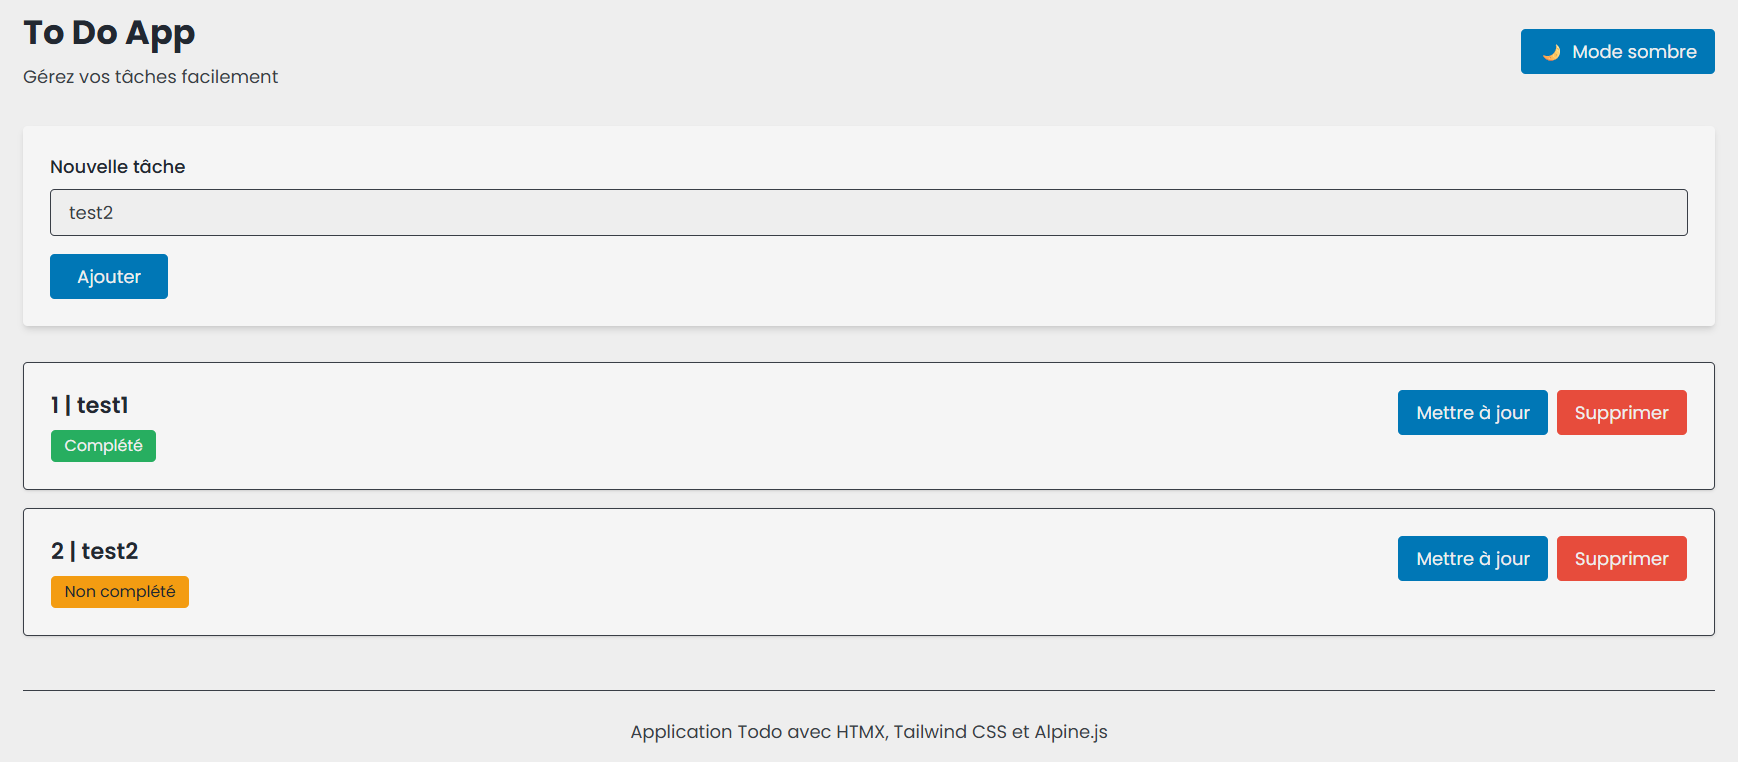 To Do App
Gérez vos tâches facilement
Mode sombre
Nouvelle tâche
test2
Ajouter
1 | test1
Complété
Mettre à jour
Supprimer
2 | test2
Non complété
Mettre à jour
Supprimer
Application Todo avec HTMX, Tailwind CSS et Alpine.js